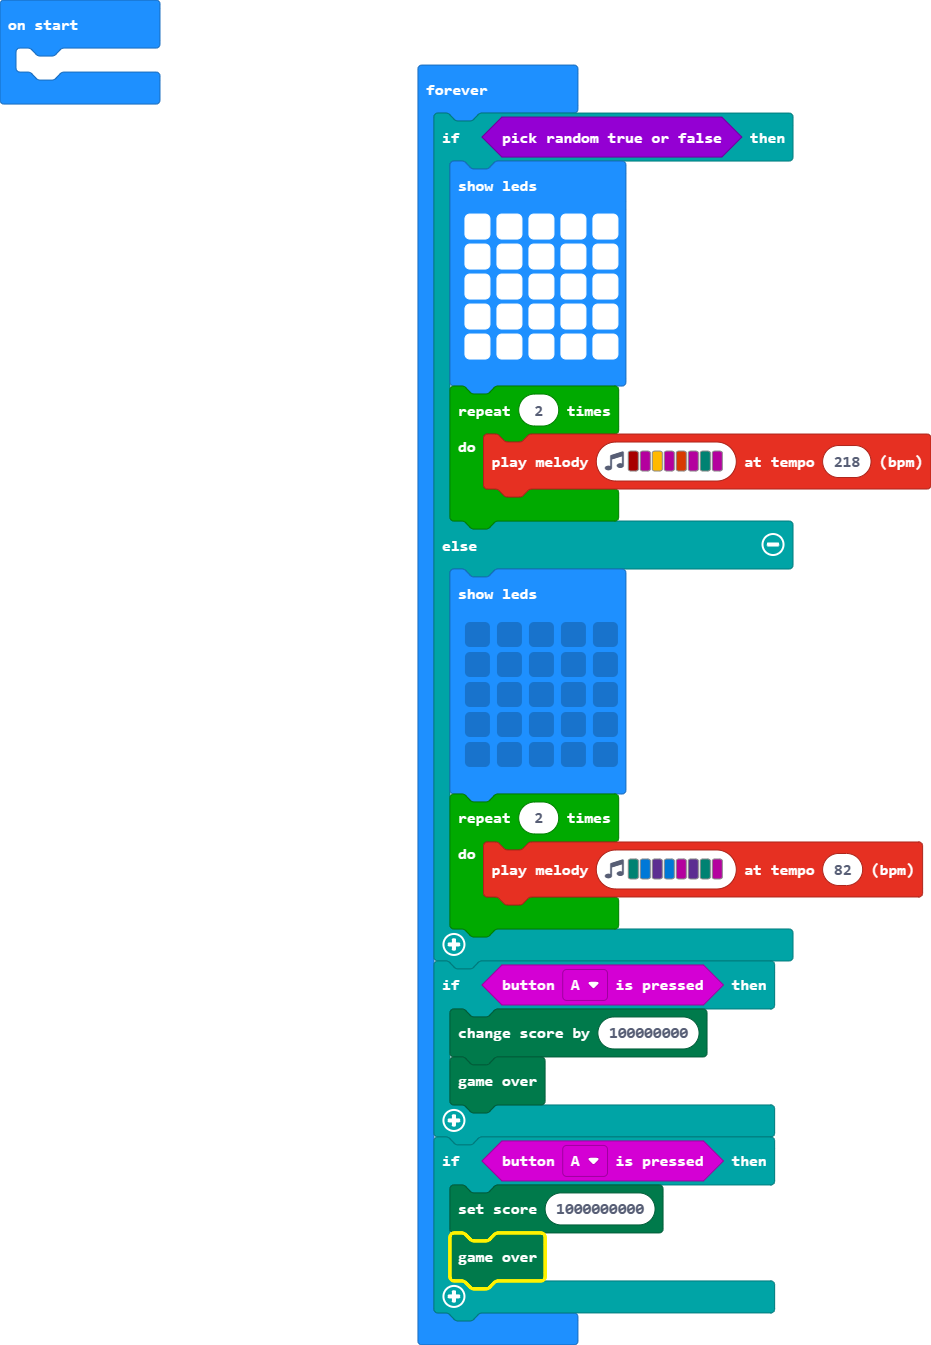 on start
forever
if pick random true or false then
show leds
repeat 2 times
do play melody at tempo 218 (bpm)
else
show leds
repeat 2 times
do play melody at tempo 82 (bpm)
if button A is pressed then
change score by 100000000
game over
if button A is pressed then
set score 1000000000
game over